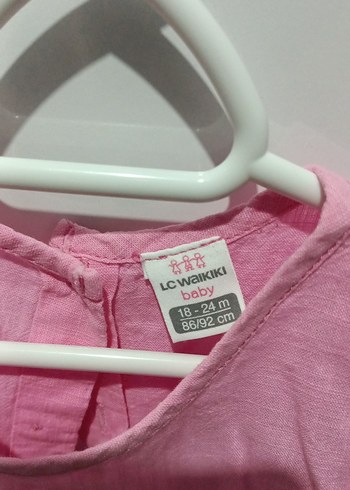 LC WAIKIKI
baby
18 - 24 m
86/92 cm